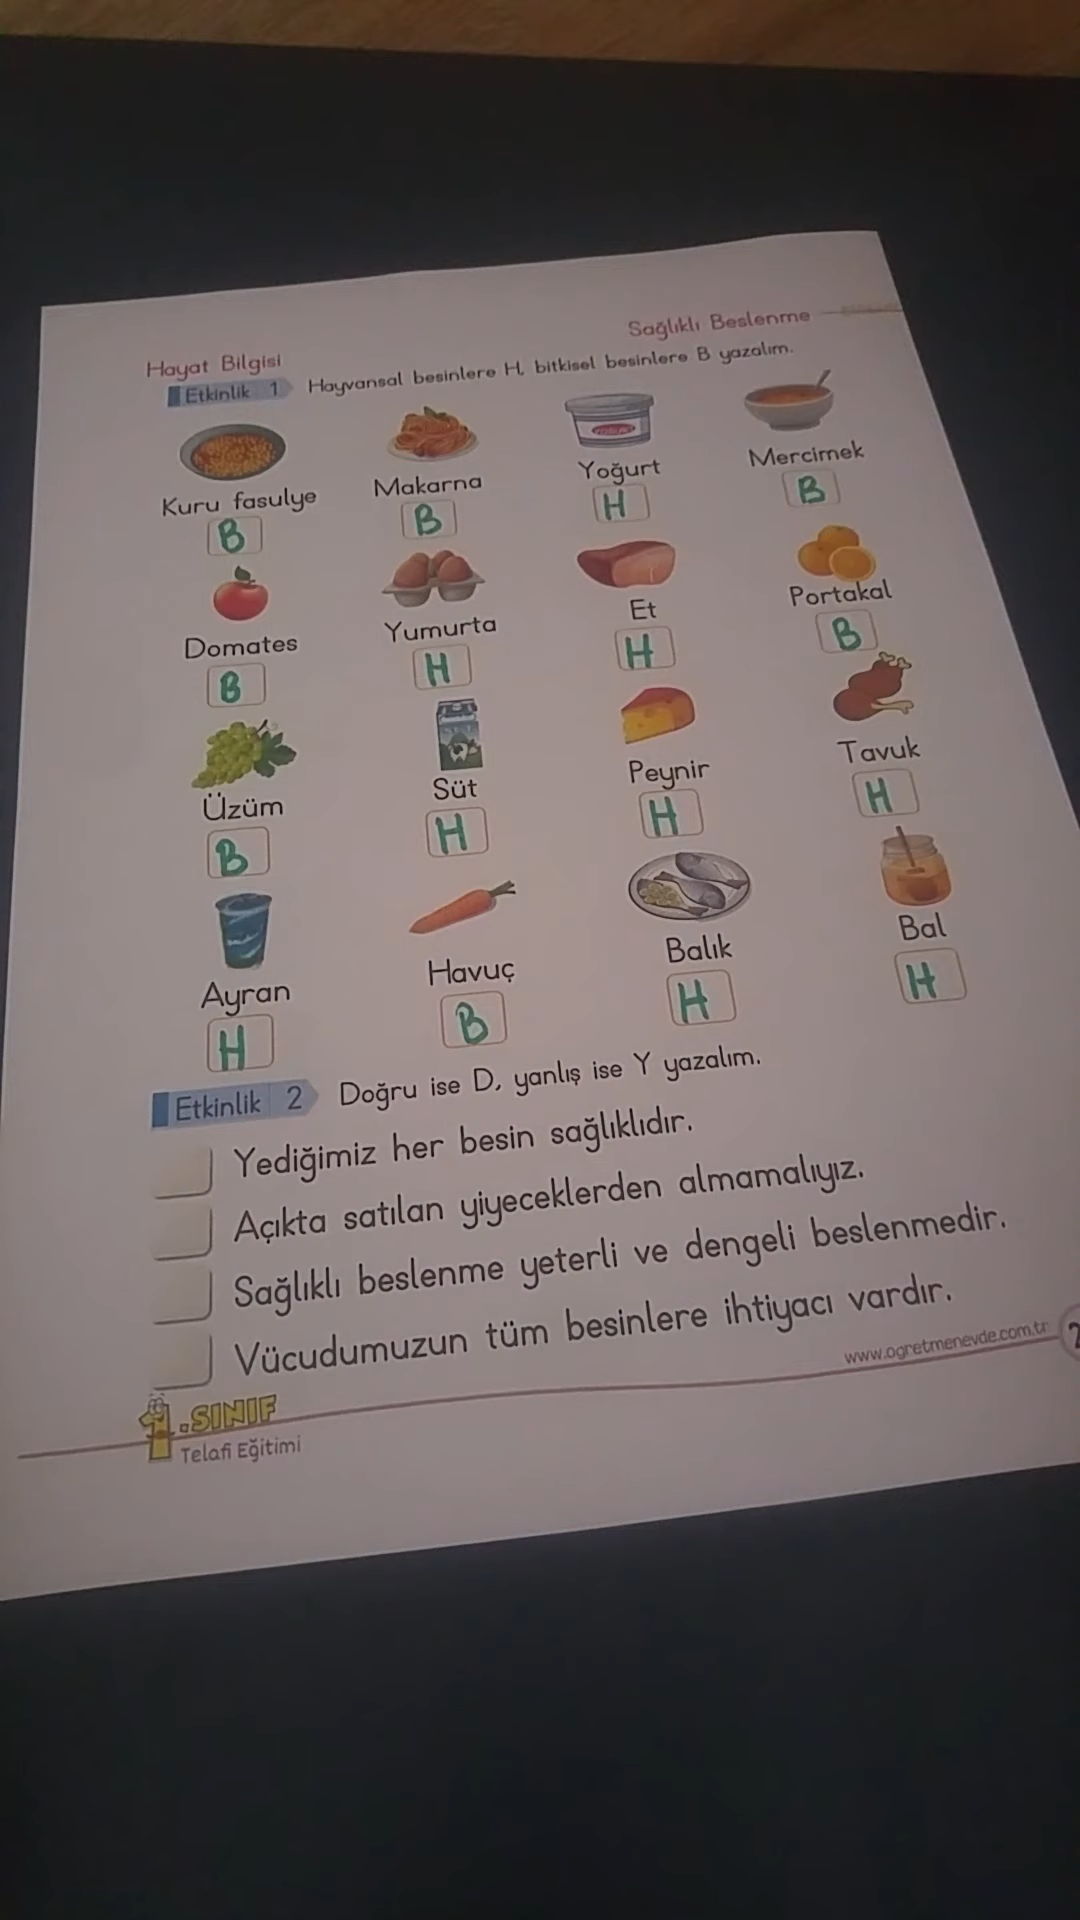 Sağlıklı Beslenme
Hayat Bilgisi
Etkinlik 1 Hayvansal besinlere H, bitkisel besinlere B yazalım.
Kuru fasulye Makarna Yoğurt Mercimek
B B H B
Domates Yumurta Et Portakal
B H H B
Üzüm Süt Peynir Tavuk
B H H H
Ayran Havuç Balık Bal
H B H H
Etkinlik 2 Doğru ise D, yanlış ise Y yazalım.
Yediğimiz her besin sağlıklıdır.
Açıkta satılan yiyeceklerden almamalıyız.
Sağlıklı beslenme yeterli ve dengeli beslenmedir.
Vücudumuzun tüm besinlere ihtiyacı vardır.
www.ogretmenevde.com.tr 2
1.SINIF
Telafi Eğitimi